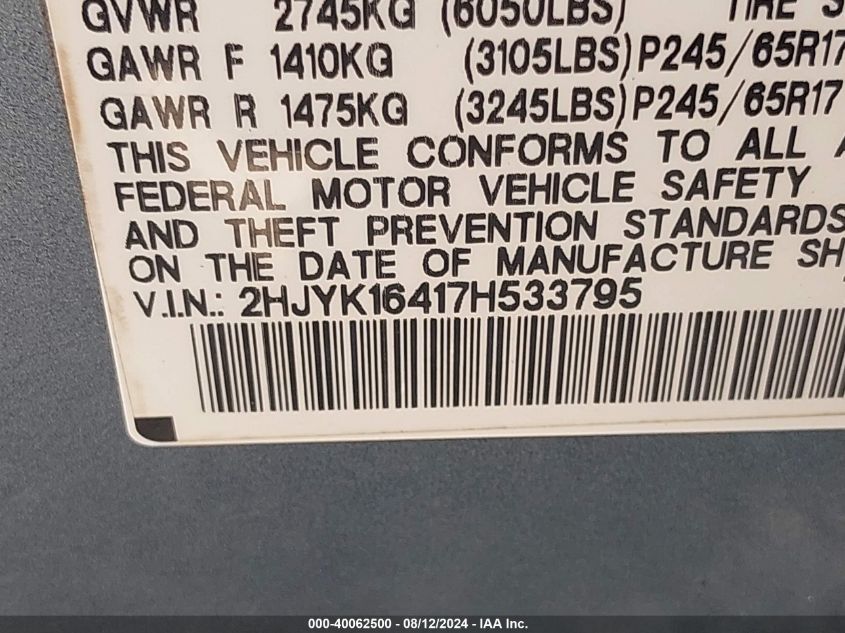 GVWR 2745KG (6050LBS) TIRE S
GAWR F 1410KG (3105LBS) P245/65R17
GAWR R 1475KG (3245LBS) P245/65R17
THIS VEHICLE CONFORMS TO ALL A
FEDERAL MOTOR VEHICLE SAFETY
AND THEFT PREVENTION STANDARDS
ON THE DATE OF MANUFACTURE SH
V.I.N.: 2HJYK16417H533795
000-40062500 - 08/12/2024 - IAA Inc.